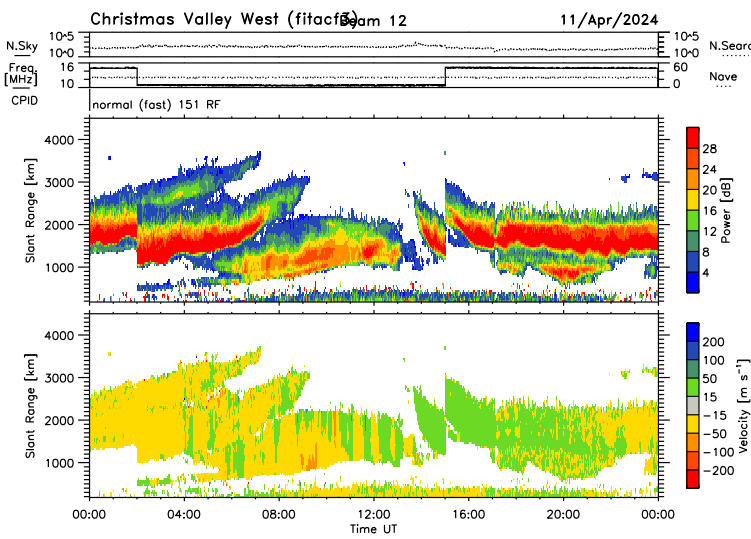 Christmas Valley West (fitacf3) Beam 12 11/Apr/2024
N.Sky 10^5 10^0 10^5 10^0 N.Searc
Freq [MHz] 16 10 60 0 Nave
CPID normal (fast) 151 RF
Slant Range [km] 4000 3000 2000 1000
28 24 20 16 12 8 4 Power [dB]
Slant Range [km] 4000 3000 2000 1000
200 100 50 15 -15 -50 -100 -200 Velocity [m s⁻¹]
00:00 04:00 08:00 12:00 16:00 20:00 00:00
Time UT